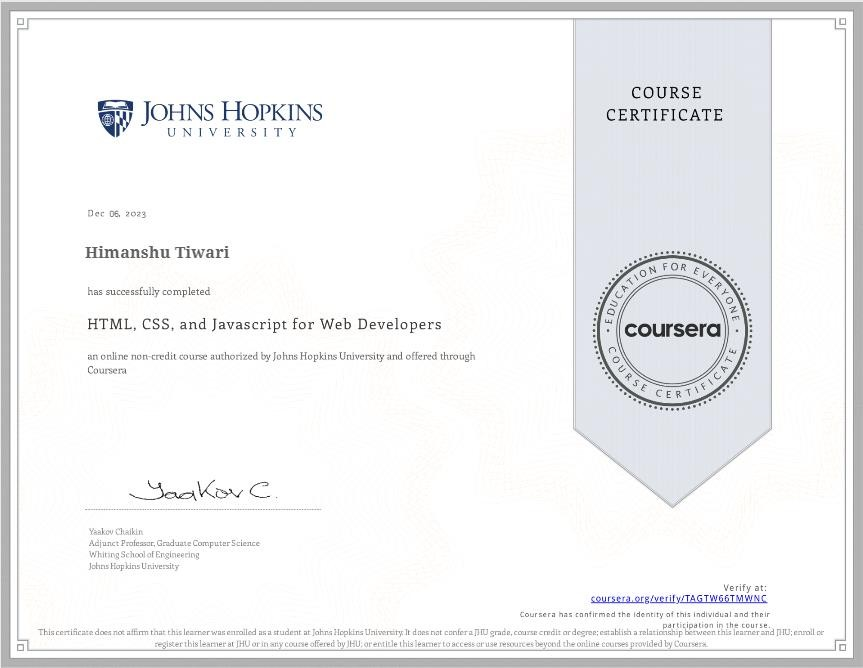 JOHNS HOPKINS
UNIVERSITY
COURSE
CERTIFICATE
Dec 06, 2023
Himanshu Tiwari
has successfully completed
HTML, CSS, and Javascript for Web Developers
an online non-credit course authorized by Johns Hopkins University and offered through
Coursera
EDUCATION FOR EVERYONE
coursera
COURSE CERTIFICATE
Yaakov C.
Yaakov Chaikin
Adjunct Professor, Graduate Computer Science
Whiting School of Engineering
Johns Hopkins University
Verify at:
coursera.org/verify/TAGTW66TMWNC
Coursera has confirmed the identity of this individual and their
participation in the course.
This certificate does not affirm that this learner was enrolled as a student at Johns Hopkins University. It does not confer a JHU grade, course credit or degree; establish a relationship between this learner and JHU; enroll or
register this learner at JHU or in any course offered by JHU; or entitle this learner to access or use resources beyond the online courses provided by Coursera.